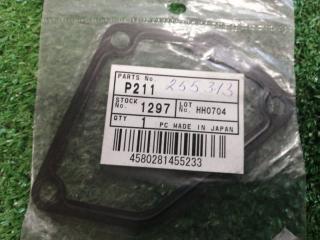 PARTS No.
P211 255313
STOCK No. 1297 LOT No. HH0704
QTY 1 PC MADE IN JAPAN
4580281455233